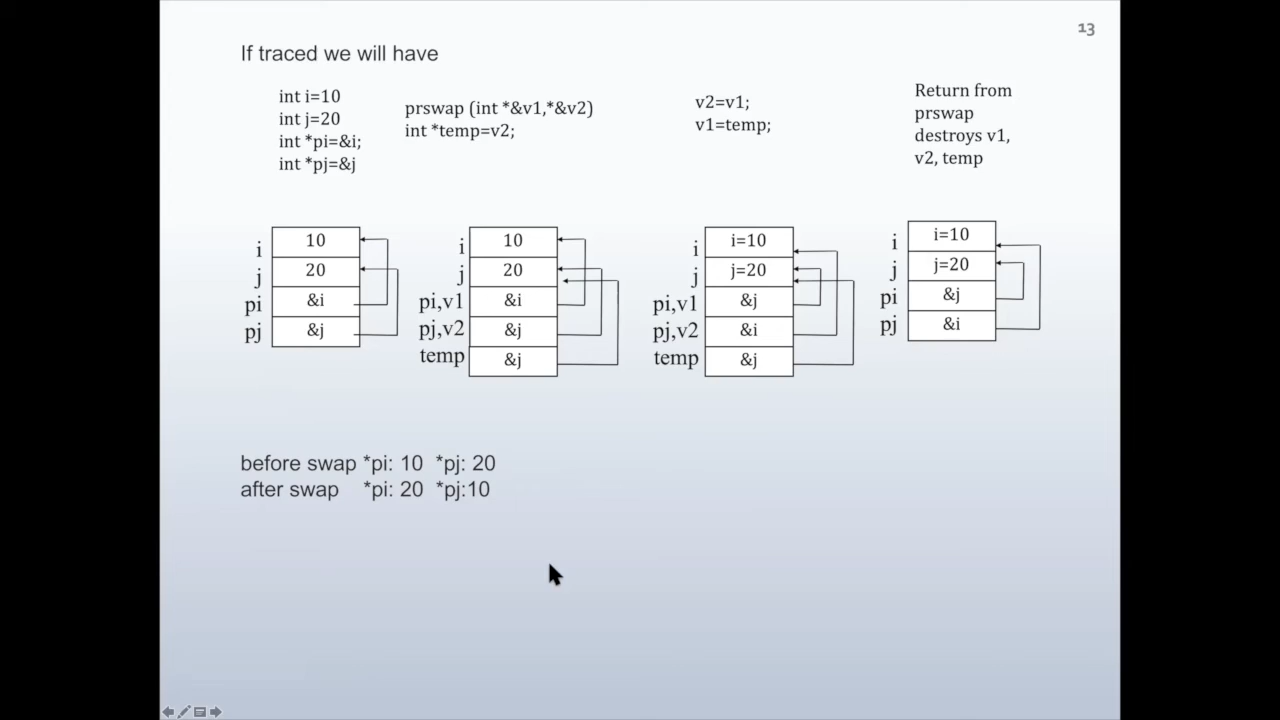 13
If traced we will have
int i=10
int j=20
int *pi=&i;
int *pj=&j
prswap (int *&v1,*&v2)
int *temp=v2;
v2=v1;
v1=temp;
Return from
prswap
destroys v1,
v2, temp
i 10
j 20
pi &i
pj &j
i 10
j 20
pi,v1 &i
pj,v2 &j
temp &j
i i=10
j j=20
pi,v1 &j
pj,v2 &i
temp &j
i i=10
j j=20
pi &j
pj &i
before swap *pi: 10 *pj: 20
after swap *pi: 20 *pj:10